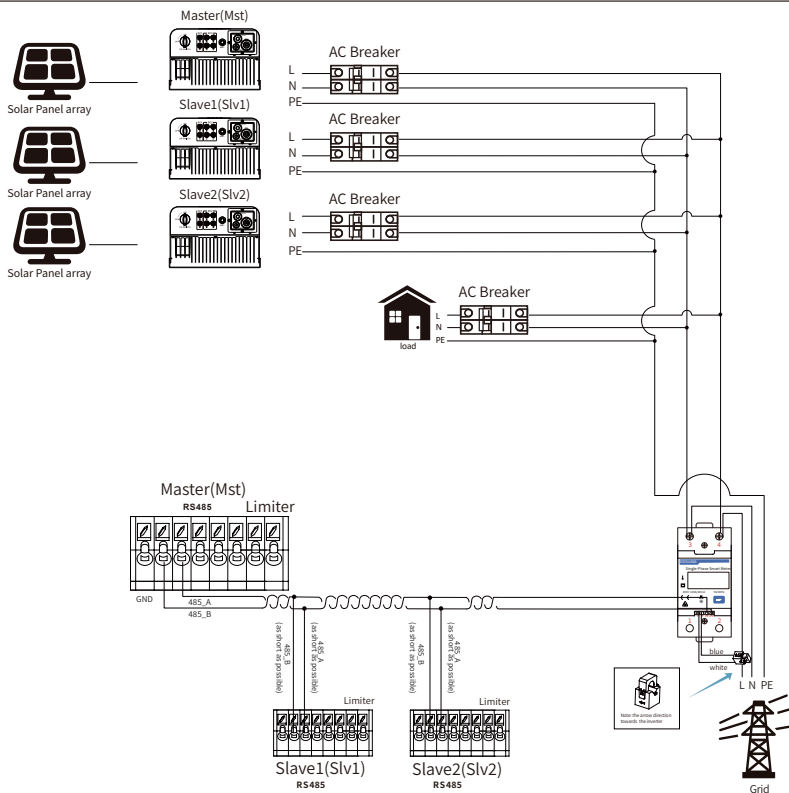 Master(Mst)
Solar Panel array
AC Breaker
L
N
PE
Slave1(Slv1)
Solar Panel array
AC Breaker
L
N
PE
Slave2(Slv2)
Solar Panel array
AC Breaker
L
N
PE
AC Breaker
L
N
PE
load
Master(Mst)
RS485
Limiter
GND
485_A
485_B
485_B
(as short as possible)
485_A
(as short as possible)
485_B
(as short as possible)
485_A
(as short as possible)
3
4
Single-Phase Smart Meter
1
2
blue
white
L N PE
Note: the arrow direction
towards the inverter
Limiter
Slave1(Slv1)
RS485
Limiter
Slave2(Slv2)
RS485
Grid